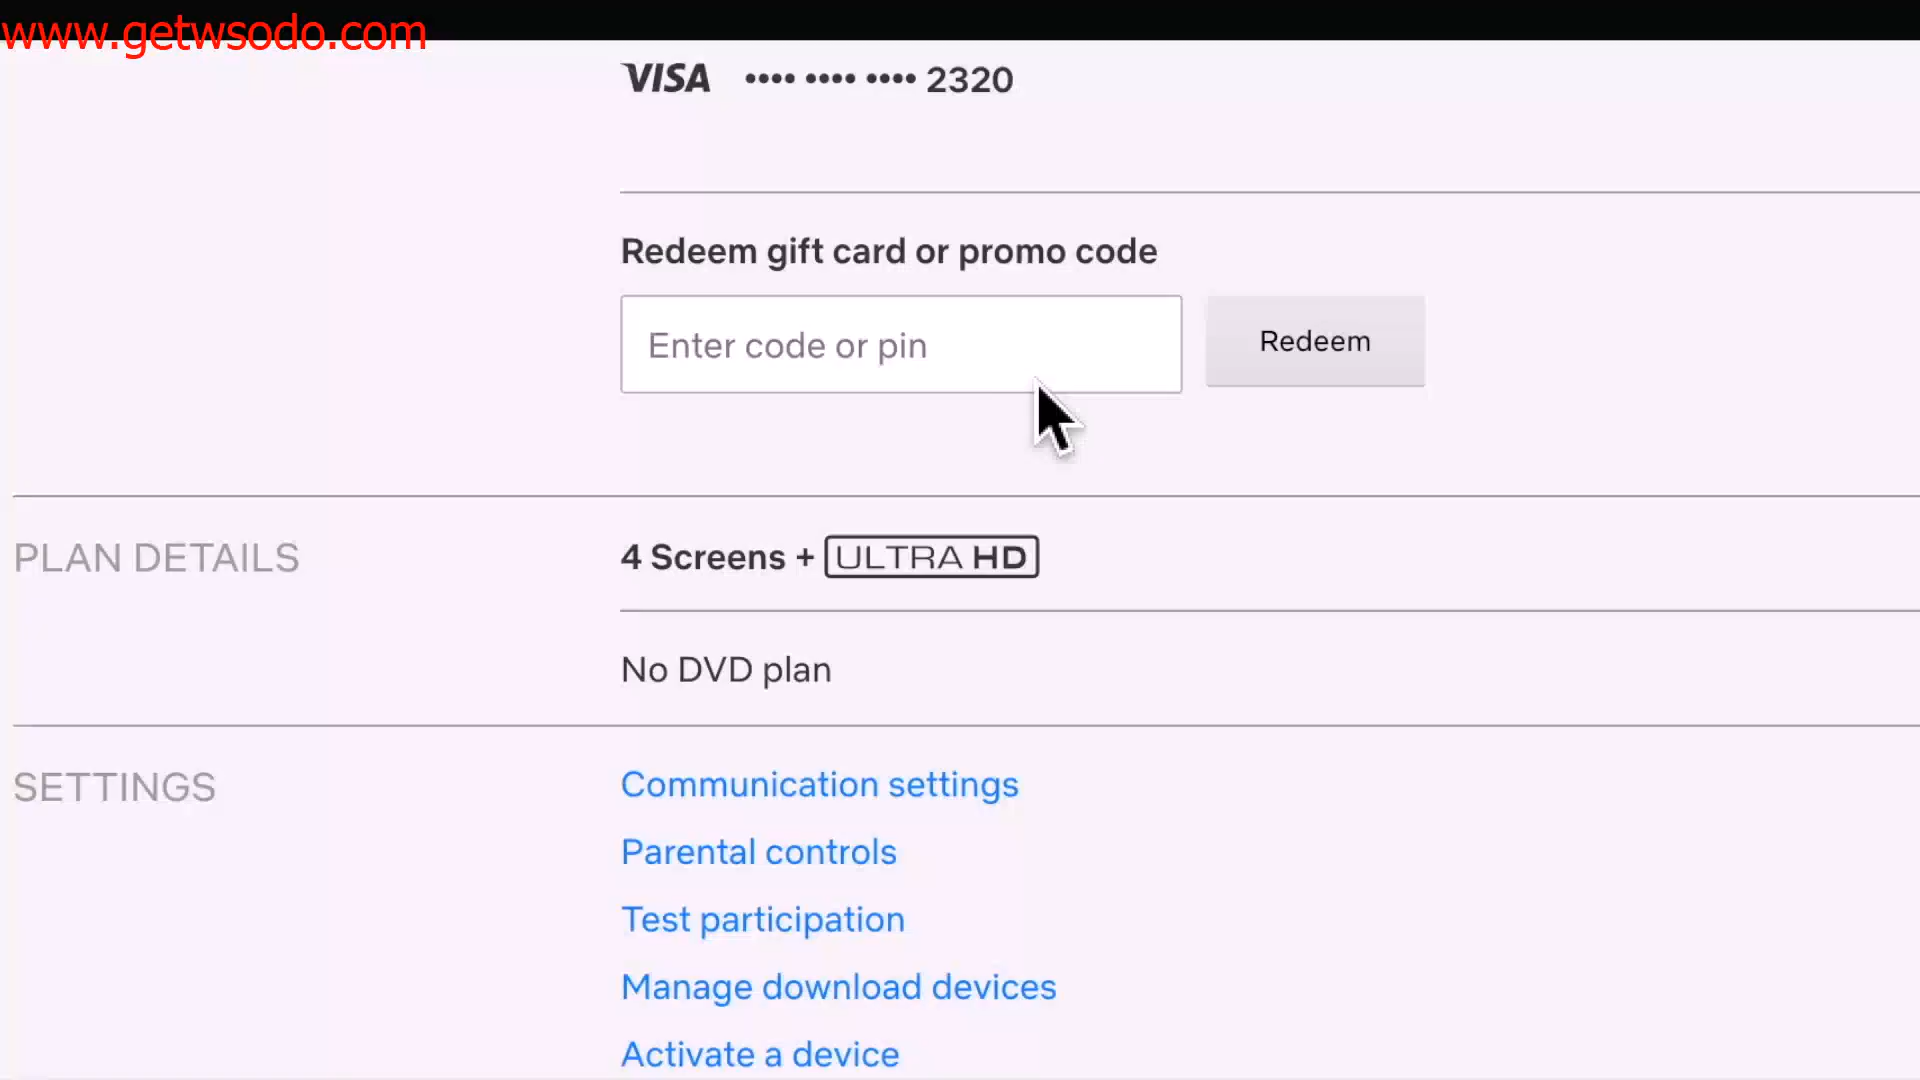 www.getwsodo.com
VISA •••• •••• •••• 2320
Redeem gift card or promo code
Enter code or pin
Redeem
PLAN DETAILS
4 Screens + ULTRA HD
No DVD plan
SETTINGS
Communication settings
Parental controls
Test participation
Manage download devices
Activate a device